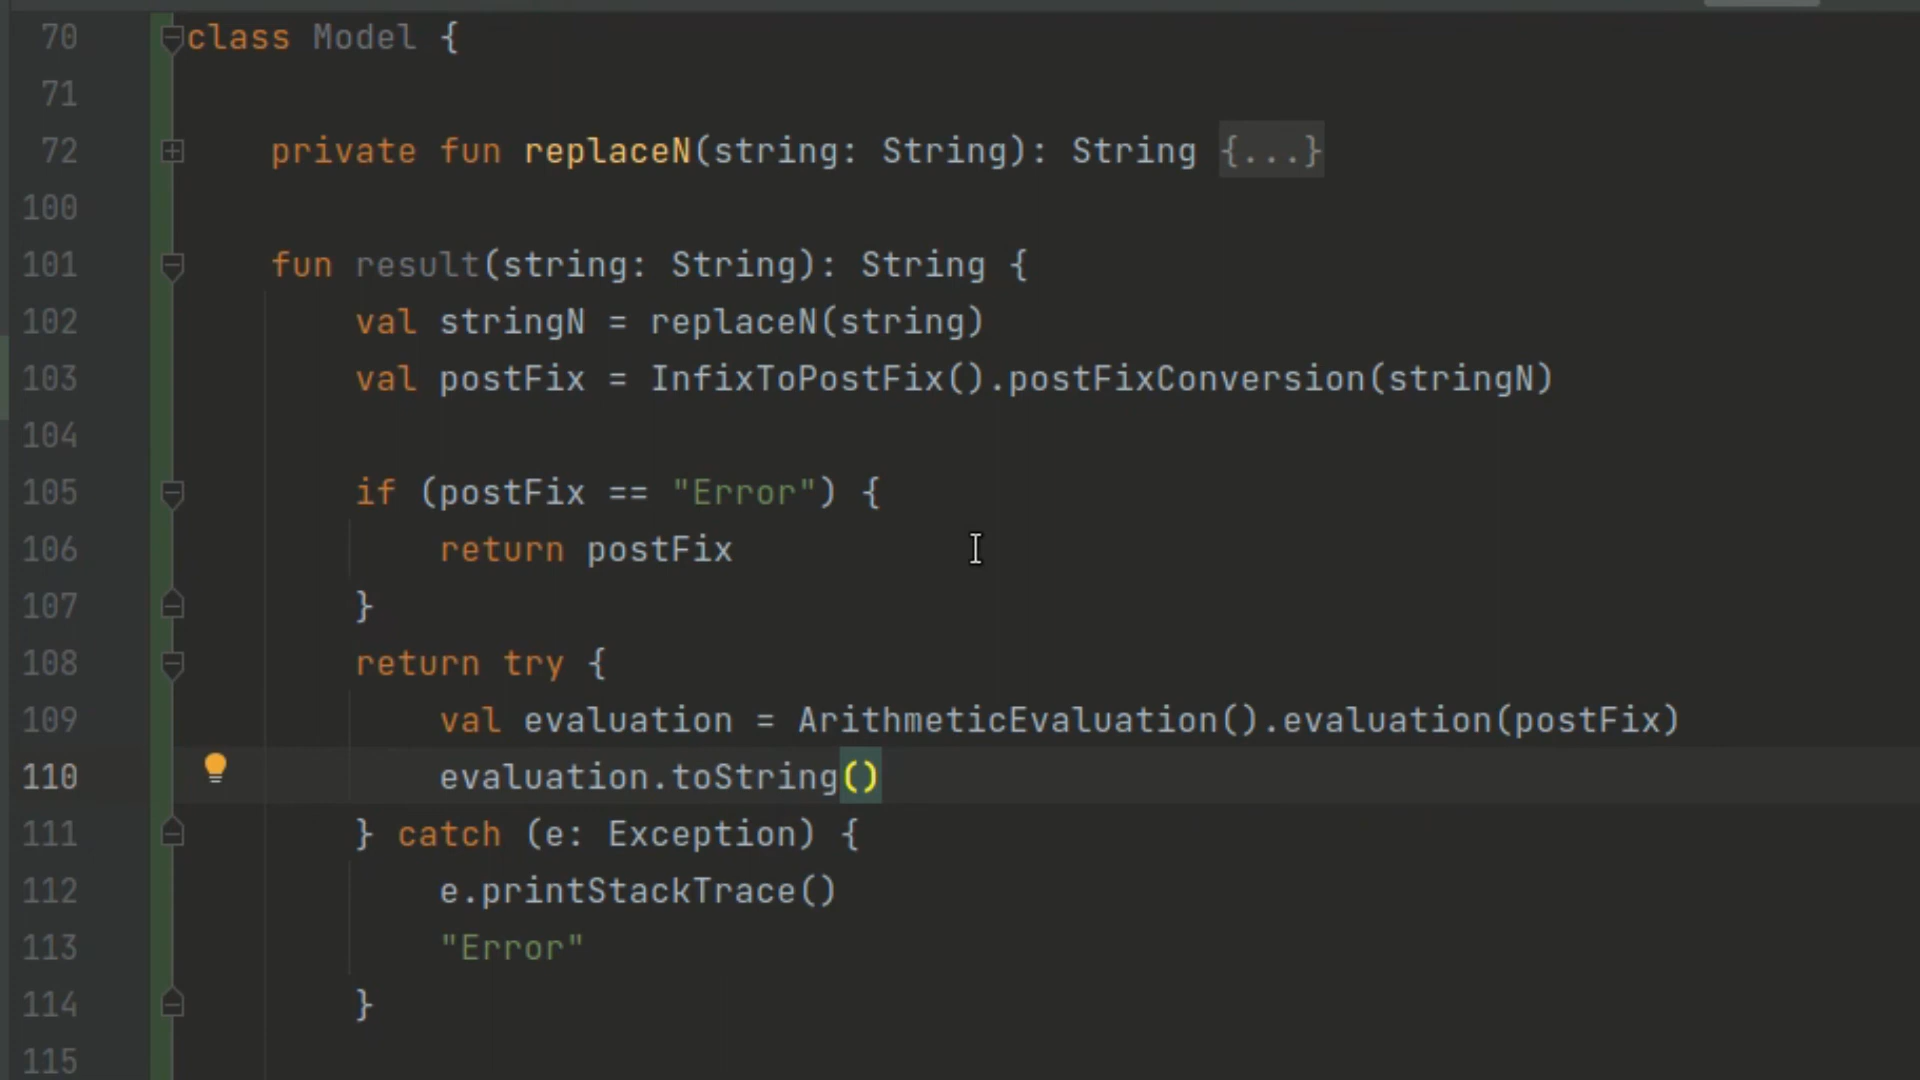 70 class Model {
71
72 private fun replaceN(string: String): String {...}
100
101 fun result(string: String): String {
102 val stringN = replaceN(string)
103 val postFix = InfixToPostFix().postFixConversion(stringN)
104
105 if (postFix == "Error") {
106 return postFix
107 }
108 return try {
109 val evaluation = ArithmeticEvaluation().evaluation(postFix)
110 evaluation.toString()
111 } catch (e: Exception) {
112 e.printStackTrace()
113 "Error"
114 }
115